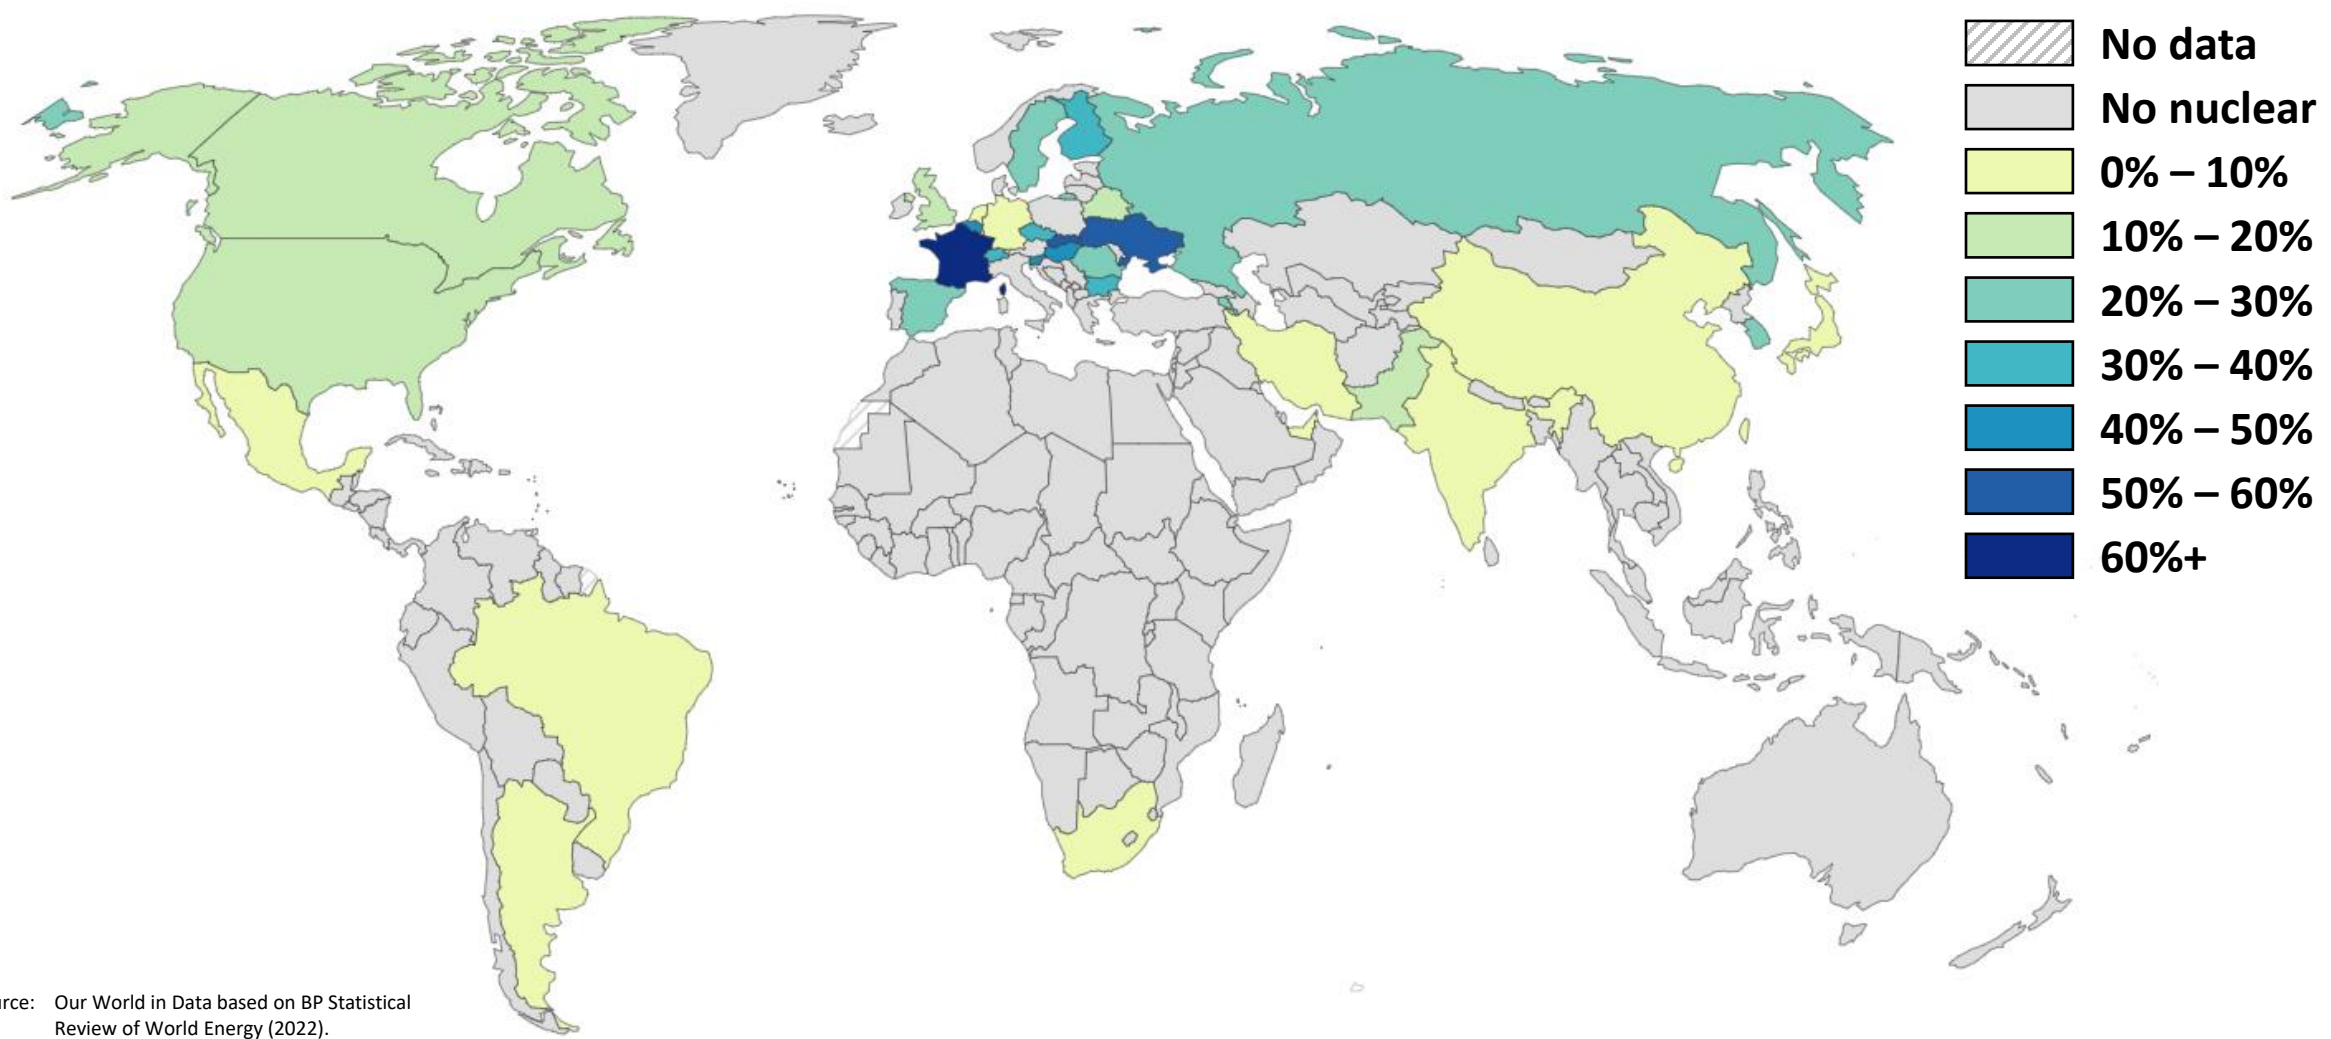 No data
No nuclear
0% – 10%
10% – 20%
20% – 30%
30% – 40%
40% – 50%
50% – 60%
60%+
urce: Our World in Data based on BP Statistical
Review of World Energy (2022).